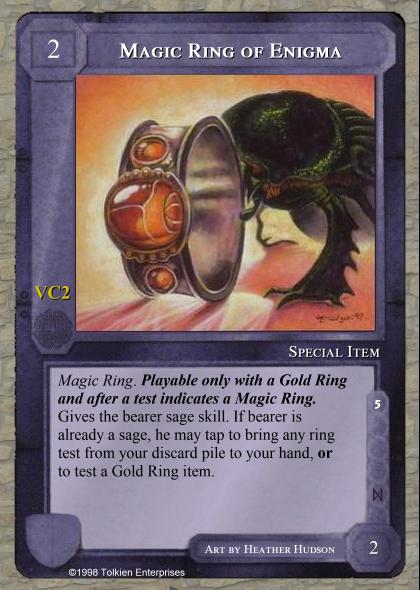 2
MAGIC RING OF ENIGMA
VC2
SPECIAL ITEM
Magic Ring. Playable only with a Gold Ring
and after a test indicates a Magic Ring.
Gives the bearer sage skill. If bearer is
already a sage, he may tap to bring any ring
test from your discard pile to your hand, or
to test a Gold Ring item.
5
ART BY HEATHER HUDSON
2
©1998 Tolkien Enterprises